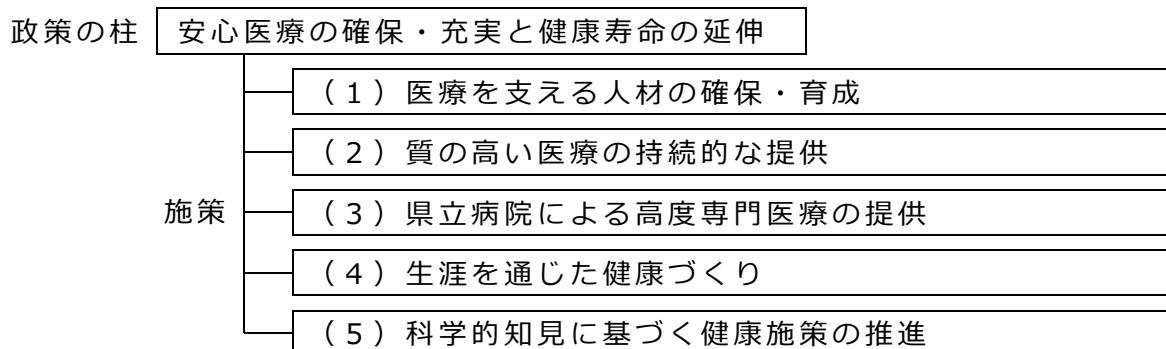 政策の柱 安心医療の確保・充実と健康寿命の延伸
(1)医療を支える人材の確保・育成
(2)質の高い医療の持続的な提供
施策 (3)県立病院による高度専門医療の提供
(4)生涯を通じた健康づくり
(5)科学的知見に基づく健康施策の推進